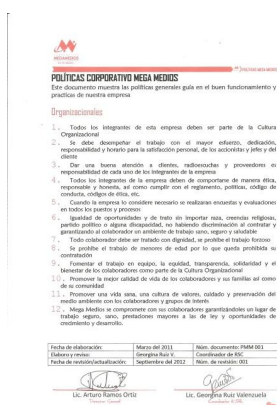 MEGAMEDIOS
POLÍTICAS MEGA MEDIOS
POLÍTICAS CORPORATIVO MEGA MEDIOS
Este documento muestra las políticas generales guía en el buen funcionamiento y
practicas de nuestra empresa
Organizacionales
1. Todos los integrantes de esta empresa deben ser parte de la Cultura
Organizacional
2. Se debe desempeñar el trabajo con el mayor esfuerzo, dedicación,
responsabilidad y horario para la satisfacción personal, de los accionistas y jefes y del
cliente
3. Dar una buena atención a clientes, radioescuchas y proveedores es
responsabilidad de cada uno de los integrantes de la empresa
4. Todos los integrantes de la empresa deben de comportarse de manera ética,
responsable y honesta, así como cumplir con el reglamento, políticas, código de
conducta, códigos de ética, etc.
5. Cuando la empresa lo considere necesario se realizaran encuestas y evaluaciones
en todos los puestos y procesos
6. Igualdad de oportunidades y de trato sin importar raza, creencias religiosas,
partido político o alguna discapacidad, no habiendo discriminación al contratar y
garantizando al colaborador un ambiente de trabajo sano, seguro y saludable
7. Todo colaborador debe ser tratado con dignidad, se prohíbe el trabajo forzoso
8. Se prohíbe el trabajo de menores de edad por lo que queda prohibida su
contratación
9. Fomentar el trabajo en equipo, la equidad, transparencia, solidaridad y el
bienestar de los colaboradores como parte de la Cultura Organizacional
10. Promover la mejor calidad de vida de los colaboradores y sus familias así como
de su comunidad
11. Promover una vida sana, una cultura de valores, cuidado y preservación del
medio ambiente con los colaboradores y grupos de interés
12. Mega Medios se compromete con sus colaboradores garantizándoles un lugar de
trabajo seguro, sano, prestaciones mayores a las de ley y oportunidades de
crecimiento y desarrollo.
Fecha de elaboración: Marzo del 2011 Núm. documento: PMM 001
Elaboro y reviso: Georgina Ruiz V. Coordinador de RSC
Fecha de revisión/actualización: Septiembre del 2012 Núm. de revisión: 001
Lic. Arturo Ramos Ortiz Lic. Georgina Ruiz Valenzuela
Director General